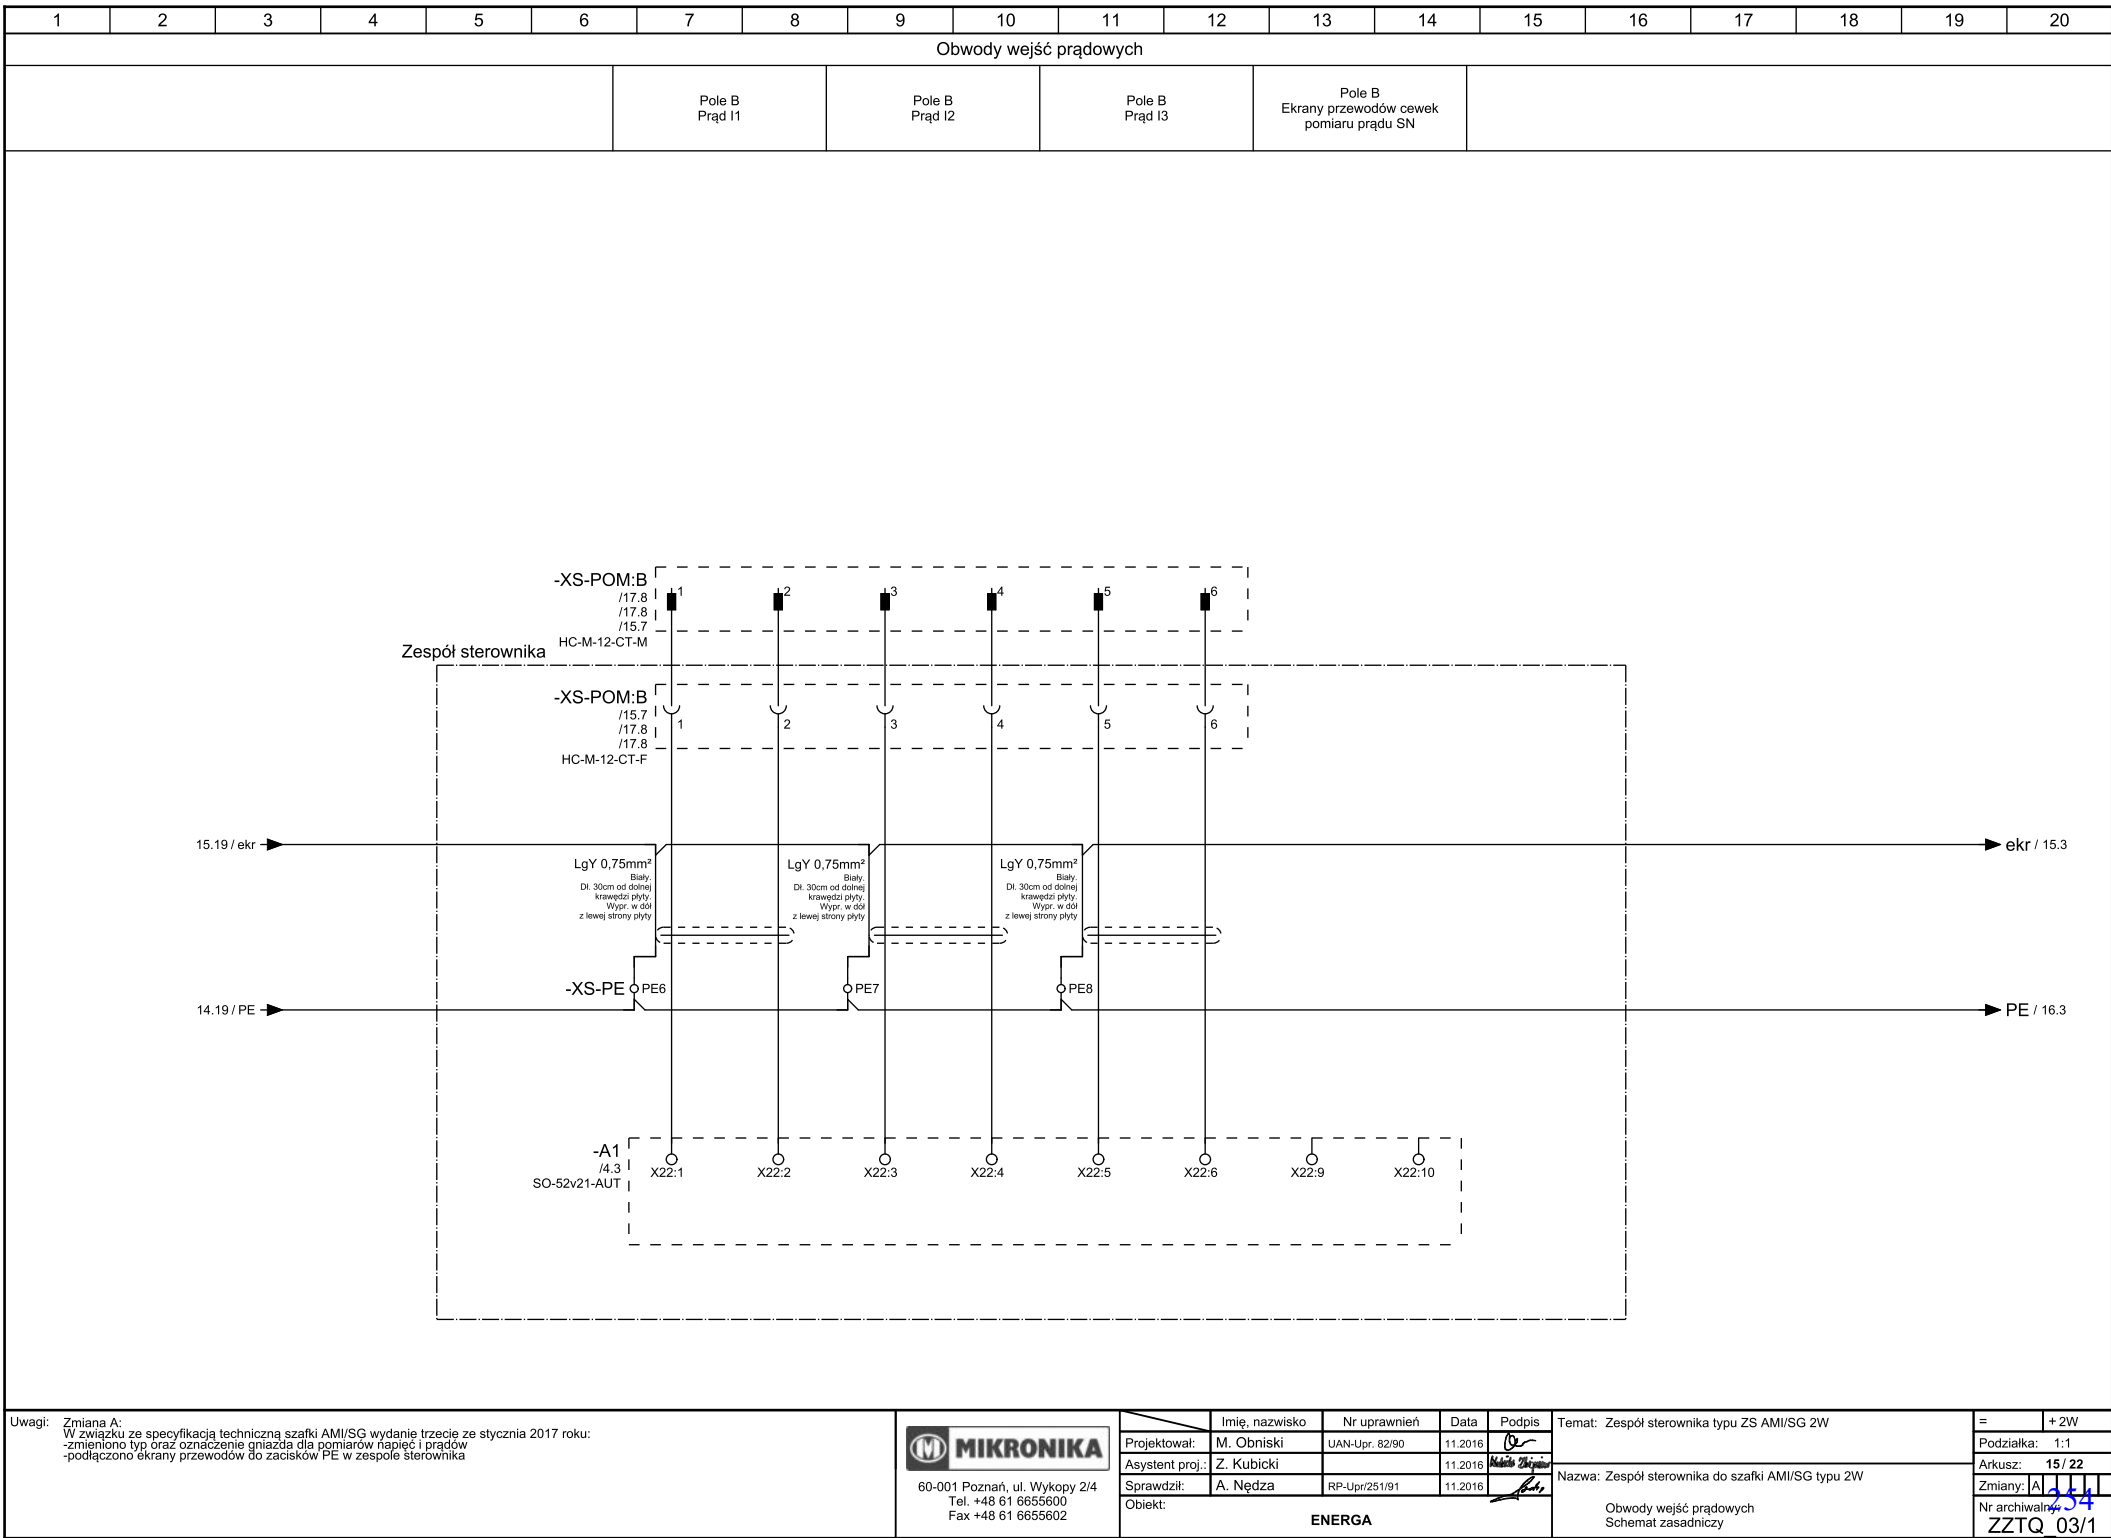 1 2 3 4 5 6 7 8 9 10 11 12 13 14 15 16 17 18 19 20
Obwody wejść prądowych
Pole B
Prąd I1
Pole B
Prąd I2
Pole B
Prąd I3
Pole B
Ekrany przewodów cewek
pomiaru prądu SN
-XS-POM:B
/17.8
/17.8
/15.7
HC-M-12-CT-M
1 2 3 4 5 6
Zespół sterownika
-XS-POM:B
/15.7
/17.8
/17.8
HC-M-12-CT-F
1 2 3 4 5 6
15.19 / ekr
ekr / 15.3
LgY 0,75mm²
Biały.
Dł. 30cm od dolnej
krawędzi płyty.
Wypr. w dół
z lewej strony płyty
LgY 0,75mm²
Biały.
Dł. 30cm od dolnej
krawędzi płyty.
Wypr. w dół
z lewej strony płyty
LgY 0,75mm²
Biały.
Dł. 30cm od dolnej
krawędzi płyty.
Wypr. w dół
z lewej strony płyty
-XS-PE PE6 PE7 PE8
14.19 / PE
PE / 16.3
-A1
/4.3
SO-52v21-AUT
X22:1 X22:2 X22:3 X22:4 X22:5 X22:6 X22:9 X22:10
Uwagi: Zmiana A:
W związku ze specyfikacją techniczną szafki AMI/SG wydanie trzecie ze stycznia 2017 roku:
-zmieniono typ oraz oznaczenie gniazda dla pomiarów napięć i prądów
-podłączono ekrany przewodów do zacisków PE w zespole sterownika
MIKRONIKA
60-001 Poznań, ul. Wykopy 2/4
Tel. +48 61 6655600
Fax +48 61 6655602
Imię, nazwisko Nr uprawnień Data Podpis
Projektował: M. Obniski UAN-Upr. 82/90 11.2016
Asystent proj.: Z. Kubicki 11.2016
Sprawdził: A. Nędza RP-Upr/251/91 11.2016
Obiekt:
ENERGA
Temat: Zespół sterownika typu ZS AMI/SG 2W
Nazwa: Zespół sterownika do szafki AMI/SG typu 2W
Obwody wejść prądowych
Schemat zasadniczy
= +2W
Podziałka: 1:1
Arkusz: 15 / 22
Zmiany: A
Nr archiwalny:
254
ZZTQ_03/1